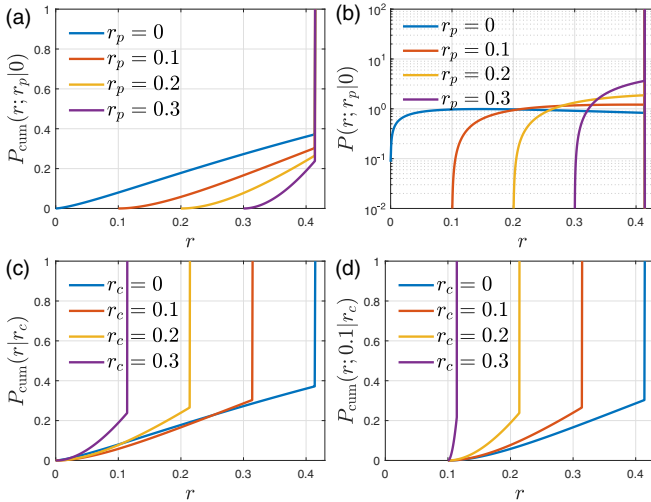 (a)
1
0.8
0.6
0.4
0.2
0
P_cum(r; r_p|0)
r_p = 0
r_p = 0.1
r_p = 0.2
r_p = 0.3
0 0.1 0.2 0.3 0.4
r
(b)
10^2
10^1
10^0
10^-1
10^-2
P(r; r_p|0)
r_p = 0
r_p = 0.1
r_p = 0.2
r_p = 0.3
0 0.1 0.2 0.3 0.4
r
(c)
1
0.8
0.6
0.4
0.2
0
P_cum(r|r_c)
r_c = 0
r_c = 0.1
r_c = 0.2
r_c = 0.3
0 0.1 0.2 0.3 0.4
r
(d)
1
0.8
0.6
0.4
0.2
0
P_cum(r; 0.1|r_c)
r_c = 0
r_c = 0.1
r_c = 0.2
r_c = 0.3
0 0.1 0.2 0.3 0.4
r